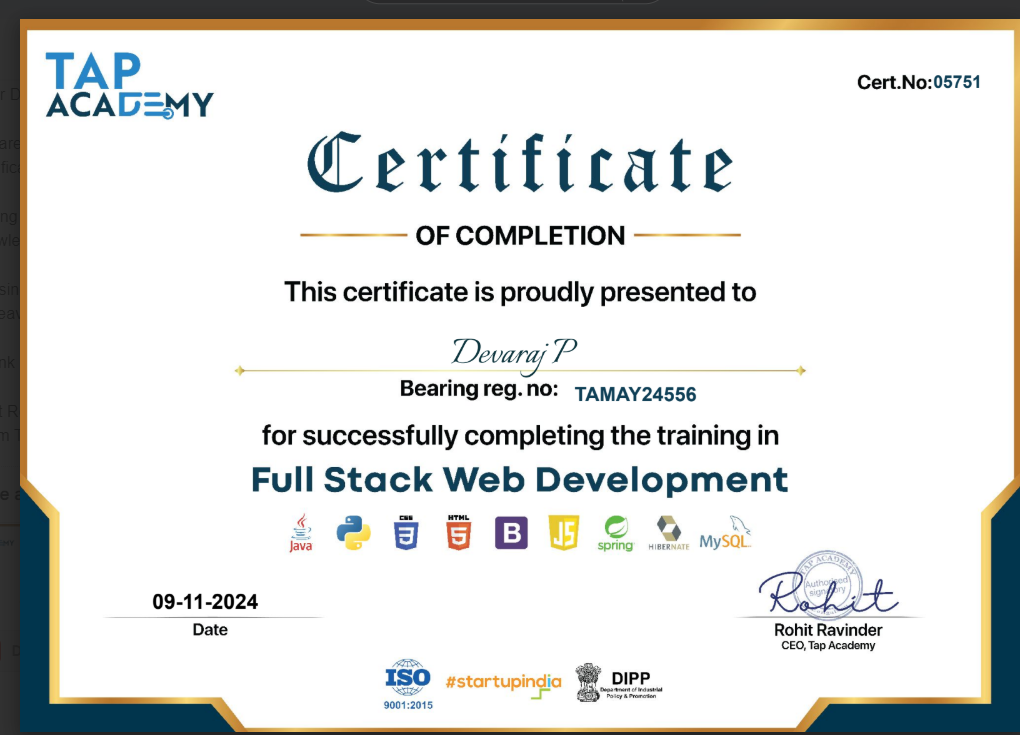 TAP
ACADEMY
Cert.No:05751
Certificate
OF COMPLETION
This certificate is proudly presented to
Devaraj P
Bearing reg. no: TAMAY24556
for successfully completing the training in
Full Stack Web Development
Java
CSS
3
HTML
5
B
JS
spring
HIBERNATE
MySQL
09-11-2024
Date
TAP ACADEMY
Authorised
signatory
Rohit
Rohit Ravinder
CEO, Tap Academy
ISO
9001:2015
#startupindia
DIPP
Department of Industrial
Policy & Promotion